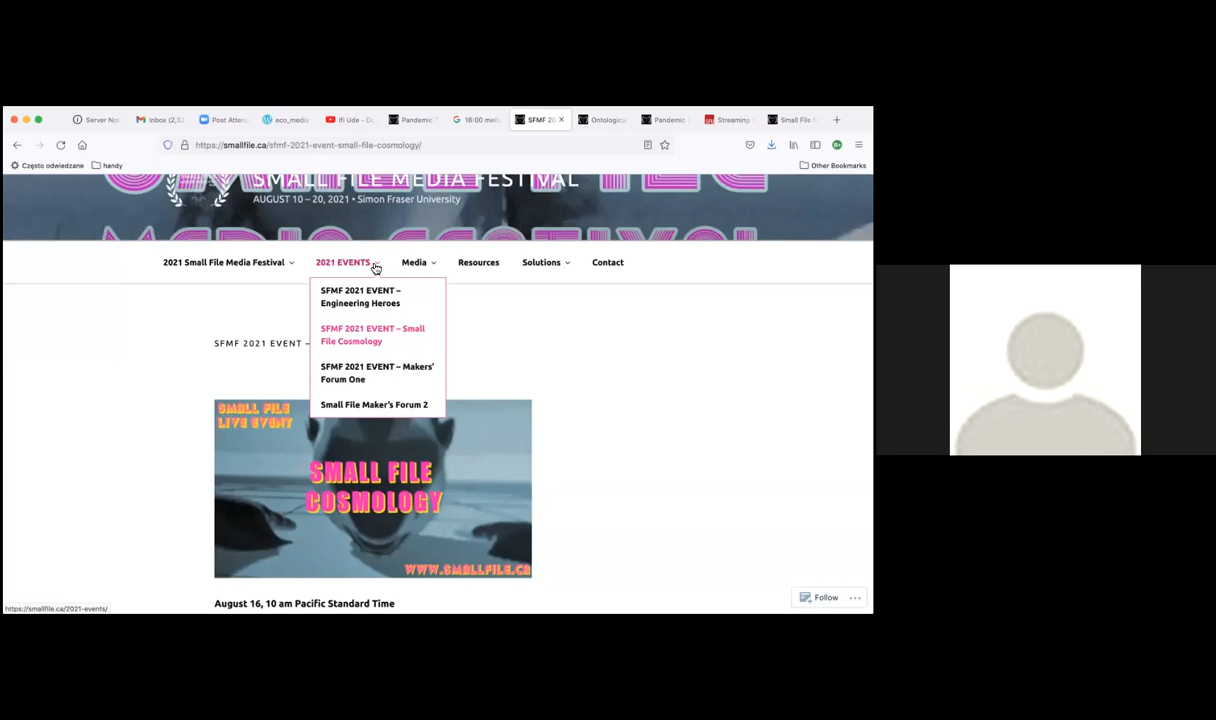 Server No
Inbox (2,32
Post Atten
eco_media
Ifi Ude - D
Pandemic T
16:00 melb
SFMF 20
Ontologica
Pandemic T
Streaming
Small File M
https://smallfile.ca/sfmf-2021-event-small-file-cosmology/
Często odwiedzane
handy
Other Bookmarks
SMALL FILE MEDIA FESTIVAL
AUGUST 10 – 20, 2021 • Simon Fraser University
2021 Small File Media Festival
2021 EVENTS
Media
Resources
Solutions
Contact
SFMF 2021 EVENT –
Engineering Heroes
SFMF 2021 EVENT – Small
File Cosmology
SFMF 2021 EVENT – Makers'
Forum One
Small File Maker's Forum 2
SFMF 2021 EVENT –
SMALL FILE
LIVE EVENT
SMALL FILE
COSMOLOGY
WWW.SMALLFILE.CA
August 16, 10 am Pacific Standard Time
Follow
https://smallfile.ca/2021-events/